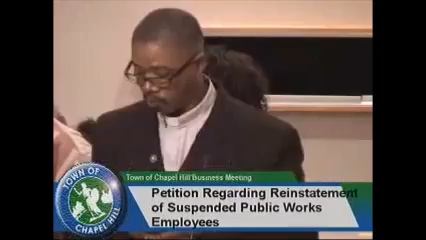 Town of Chapel Hill Business Meeting
Petition Regarding Reinstatement
of Suspended Public Works
Employees
TOWN OF
CHAPEL HILL